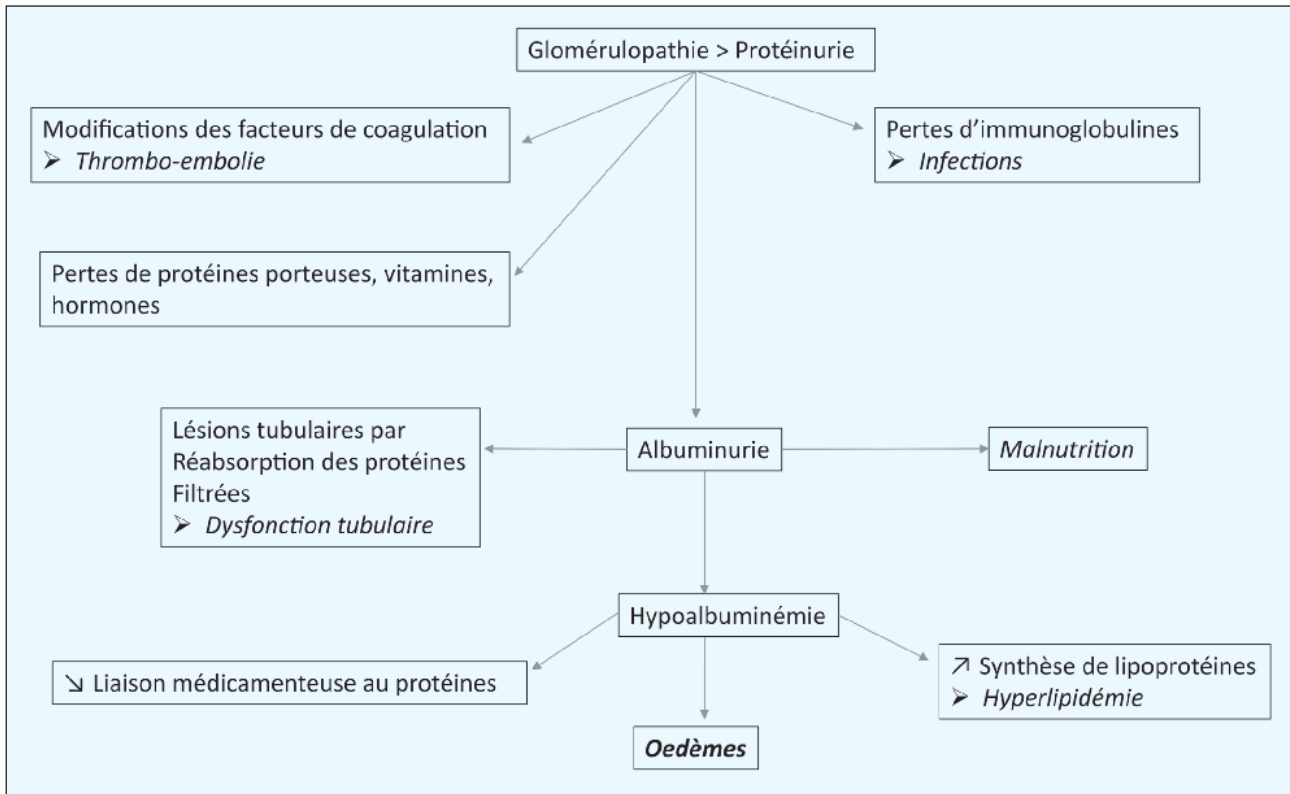 Glomérulopathie > Protéinurie
Modifications des facteurs de coagulation
➢ Thrombo-embolie
Pertes d'immunoglobulines
➢ Infections
Pertes de protéines porteuses, vitamines,
hormones
Lésions tubulaires par
Réabsorption des protéines
Filtrées
➢ Dysfonction tubulaire
Albuminurie
Malnutrition
Hypoalbuminémie
↘ Liaison médicamenteuse au protéines
↗ Synthèse de lipoprotéines
➢ Hyperlipidémie
Oedèmes